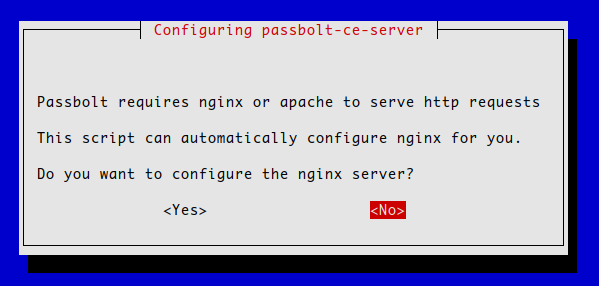 Configuring passbolt-ce-server
Passbolt requires nginx or apache to serve http requests
This script can automatically configure nginx for you.
Do you want to configure the nginx server?
<Yes> <No>